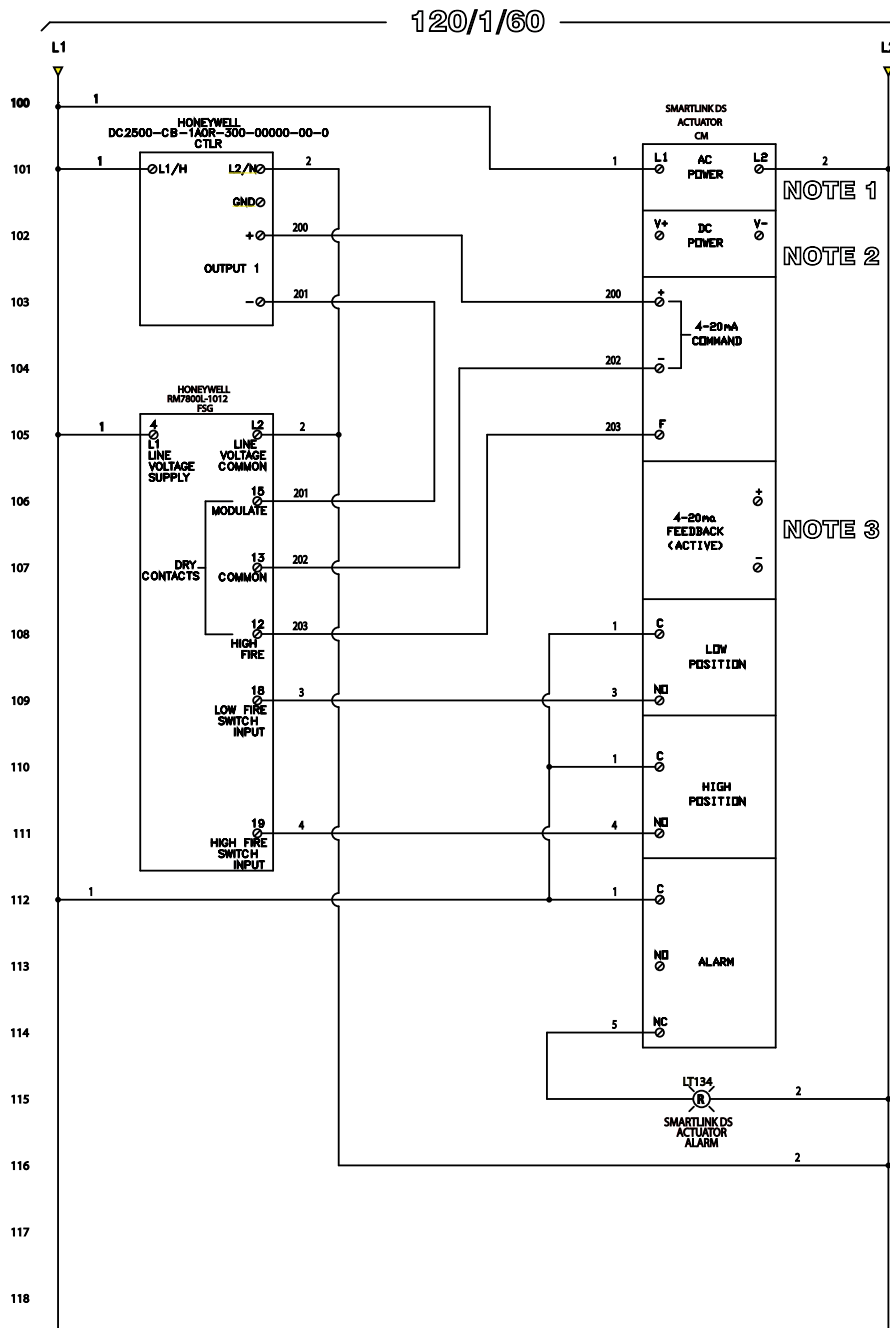 120/1/60
L1
L2
100
1
HONEYWELL
DC2500-CB-1A0R-300-00000-00-0
CTLR
SMARTLINK DS
ACTUATOR
CM
101
1
L1/H
L2/N
2
1
L1
AC
POWER
L2
2
NOTE 1
GND
102
+
200
V+
DC
POWER
V-
NOTE 2
OUTPUT 1
103
-
201
200
+
4-20mA
COMMAND
104
202
-
HONEYWELL
RM7800L-1012
FSG
105
1
4
L1
LINE
VOLTAGE
SUPPLY
L2
LINE
VOLTAGE
COMMON
2
203
F
106
15
MODULATE
201
4-20ma
FEEDBACK
(ACTIVE)
+
NOTE 3
107
DRY
CONTACTS
13
COMMON
202
-
108
12
HIGH
FIRE
203
1
C
LOW
POSITION
109
18
LOW FIRE
SWITCH
INPUT
3
3
NO
110
1
C
HIGH
POSITION
111
19
HIGH FIRE
SWITCH
INPUT
4
4
NO
112
1
1
C
113
NO
ALARM
114
5
NC
115
LT134
R
2
SMARTLINK DS
ACTUATOR
ALARM
116
2
117
118